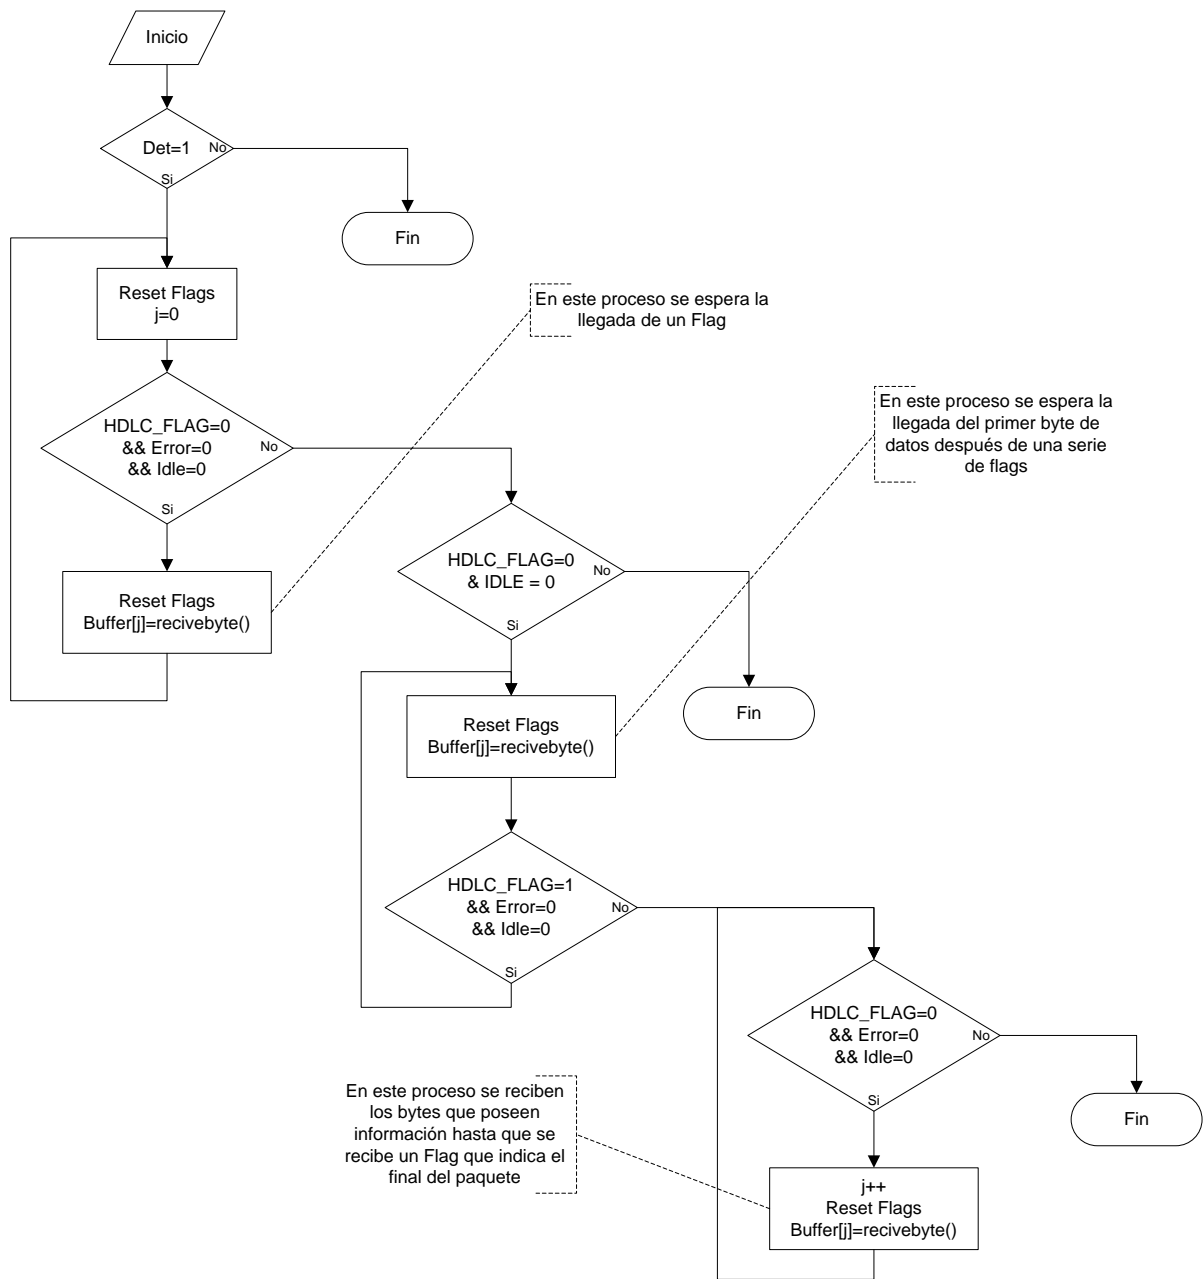 Inicio
Det=1
No
Si
Fin
Reset Flags
j=0
En este proceso se espera la
llegada de un Flag
HDLC_FLAG=0
&& Error=0
&& Idle=0
No
Si
En este proceso se espera la
llegada del primer byte de
datos después de una serie
de flags
HDLC_FLAG=0
& IDLE = 0
No
Si
Reset Flags
Buffer[j]=recivebyte()
Fin
Reset Flags
Buffer[j]=recivebyte()
HDLC_FLAG=1
&& Error=0
&& Idle=0
No
Si
HDLC_FLAG=0
&& Error=0
&& Idle=0
No
Si
Fin
En este proceso se reciben
los bytes que poseen
información hasta que se
recibe un Flag que indica el
final del paquete
j++
Reset Flags
Buffer[j]=recivebyte()